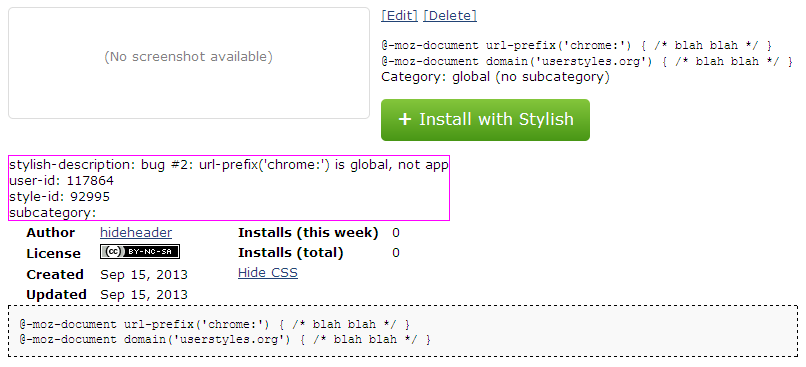 (No screenshot available)
[Edit] [Delete]
@-moz-document url-prefix('chrome:') { /* blah blah */ }
@-moz-document domain('userstyles.org') { /* blah blah */ }
Category: global (no subcategory)
+ Install with Stylish
stylish-description: bug #2: url-prefix('chrome:') is global, not app
user-id: 117864
style-id: 92995
subcategory:
Author hideheader Installs (this week) 0
License (cc) BY-NC-SA Installs (total) 0
Created Sep 15, 2013 Hide CSS
Updated Sep 15, 2013
@-moz-document url-prefix('chrome:') { /* blah blah */ }
@-moz-document domain('userstyles.org') { /* blah blah */ }